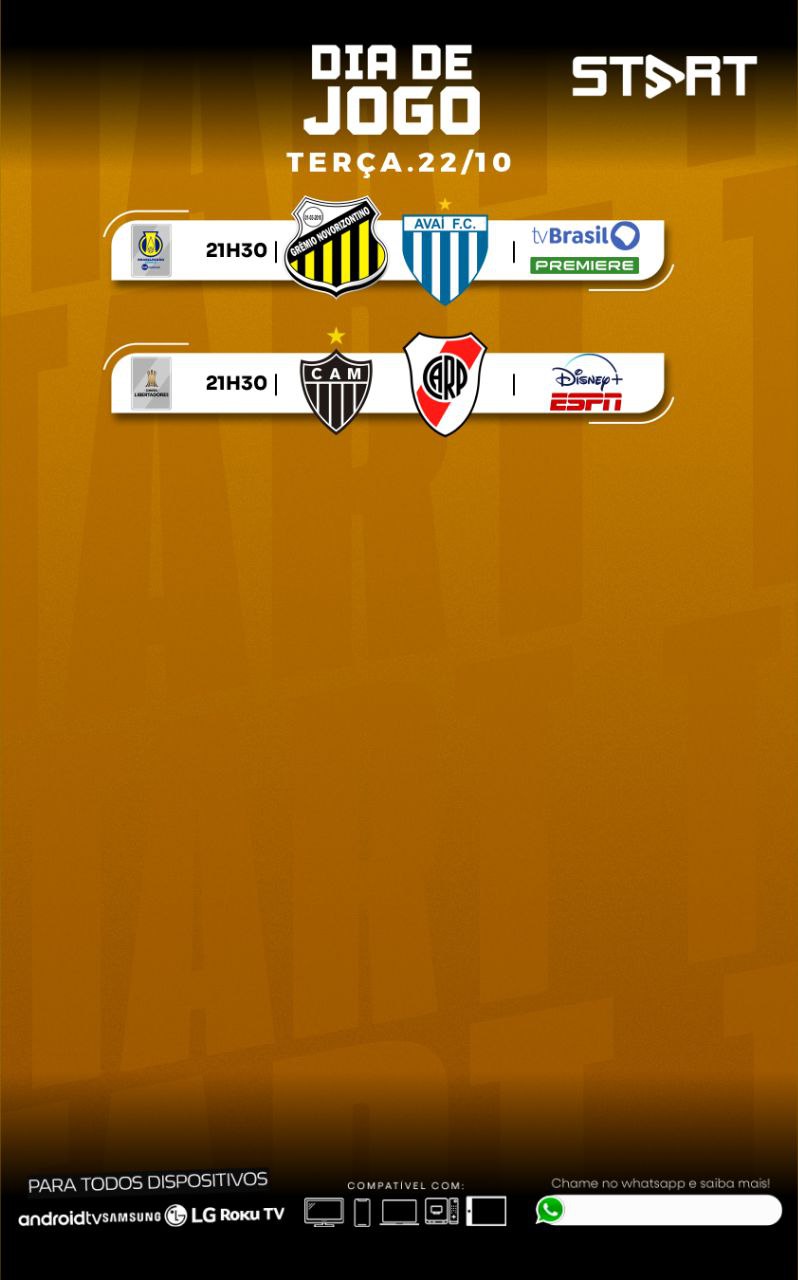 DIA DE
JOGO
START
TERÇA.22/10
21H30
GRÊMIO NOVORIZONTINO
AVAÍ F.C.
tvBrasil
PREMIERE
21H30
LIBERTADORES
CAM
CARP
Disney+
ESPN
PARA TODOS DISPOSITIVOS
androidtv SAMSUNG LG Roku TV
COMPATÍVEL COM:
Chame no whatsapp e saiba mais!